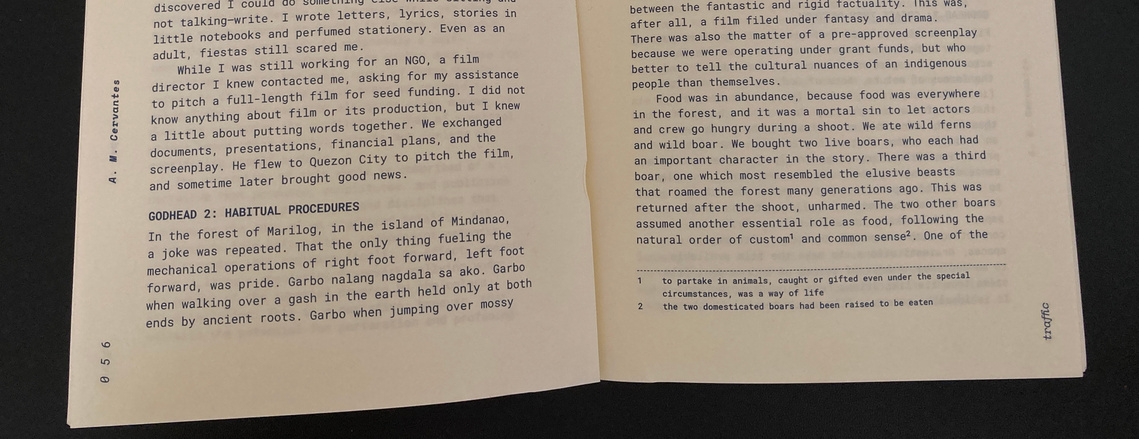 discovered I could do something else while sitting and
not talking—write. I wrote letters, lyrics, stories in
little notebooks and perfumed stationery. Even as an
adult, fiestas still scared me.
While I was still working for an NGO, a film
director I knew contacted me, asking for my assistance
to pitch a full-length film for seed funding. I did not
know anything about film or its production, but I knew
a little about putting words together. We exchanged
documents, presentations, financial plans, and the
screenplay. He flew to Quezon City to pitch the film,
and sometime later brought good news.
GODHEAD 2: HABITUAL PROCEDURES
In the forest of Marilog, in the island of Mindanao,
a joke was repeated. That the only thing fueling the
mechanical operations of right foot forward, left foot
forward, was pride. Garbo nalang nagdala sa ako. Garbo
when walking over a gash in the earth held only at both
ends by ancient roots. Garbo when jumping over mossy
A. M. Cervantes
056
between the fantastic and rigid factuality. This was,
after all, a film filed under fantasy and drama.
There was also the matter of a pre-approved screenplay
because we were operating under grant funds, but who
better to tell the cultural nuances of an indigenous
people than themselves.
Food was in abundance, because food was everywhere
in the forest, and it was a mortal sin to let actors
and crew go hungry during a shoot. We ate wild ferns
and wild boar. We bought two live boars, who each had
an important character in the story. There was a third
boar, one which most resembled the elusive beasts
that roamed the forest many generations ago. This was
returned after the shoot, unharmed. The two other boars
assumed another essential role as food, following the
natural order of custom¹ and common sense². One of the
1 to partake in animals, caught or gifted even under the special
circumstances, was a way of life
2 the two domesticated boars had been raised to be eaten
traffic